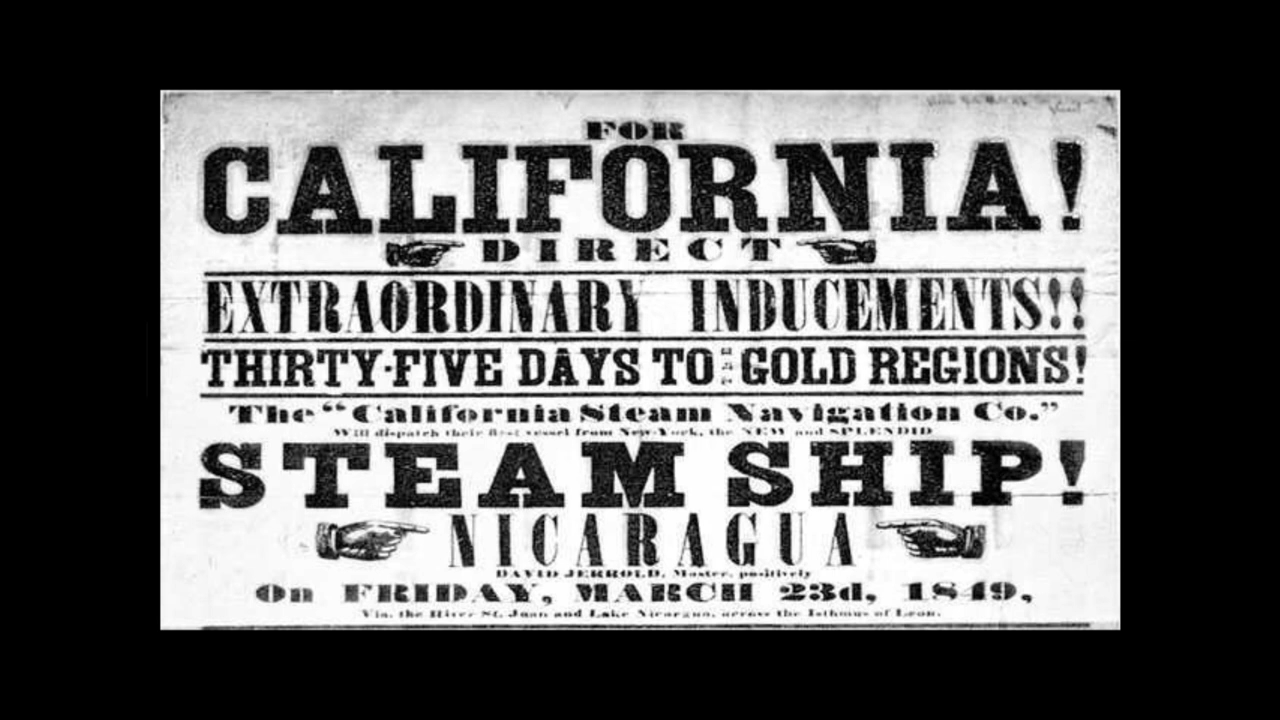 FOR
CALIFORNIA!
DIRECT
EXTRAORDINARY INDUCEMENTS!!
THIRTY-FIVE DAYS TO THE GOLD REGIONS!
The "California Steam Navigation Co."
Will dispatch their first vessel from New-York, the NEW and SPLENDID
STEAM SHIP!
NICARAGUA
DAVID JERROLD, Master, positively
On FRIDAY, MARCH 23d, 1849,
Via. the River St. Juan and Lake Nicaragua, across the Isthmus of Leon.